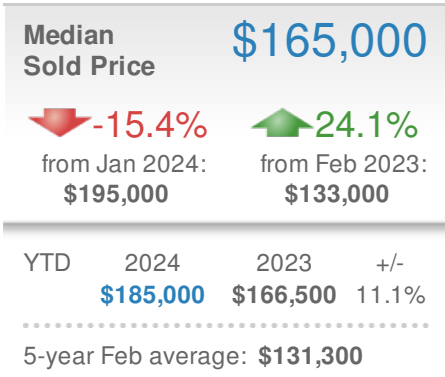 Median
Sold Price
$165,000
-15.4%
from Jan 2024:
$195,000
24.1%
from Feb 2023:
$133,000
YTD 2024 2023 +/-
$185,000 $166,500 11.1%
5-year Feb average: $131,300